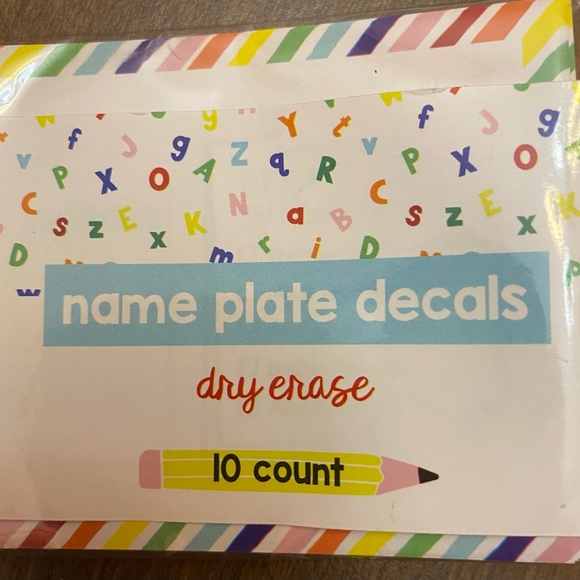 name plate decals
dry erase
10 count